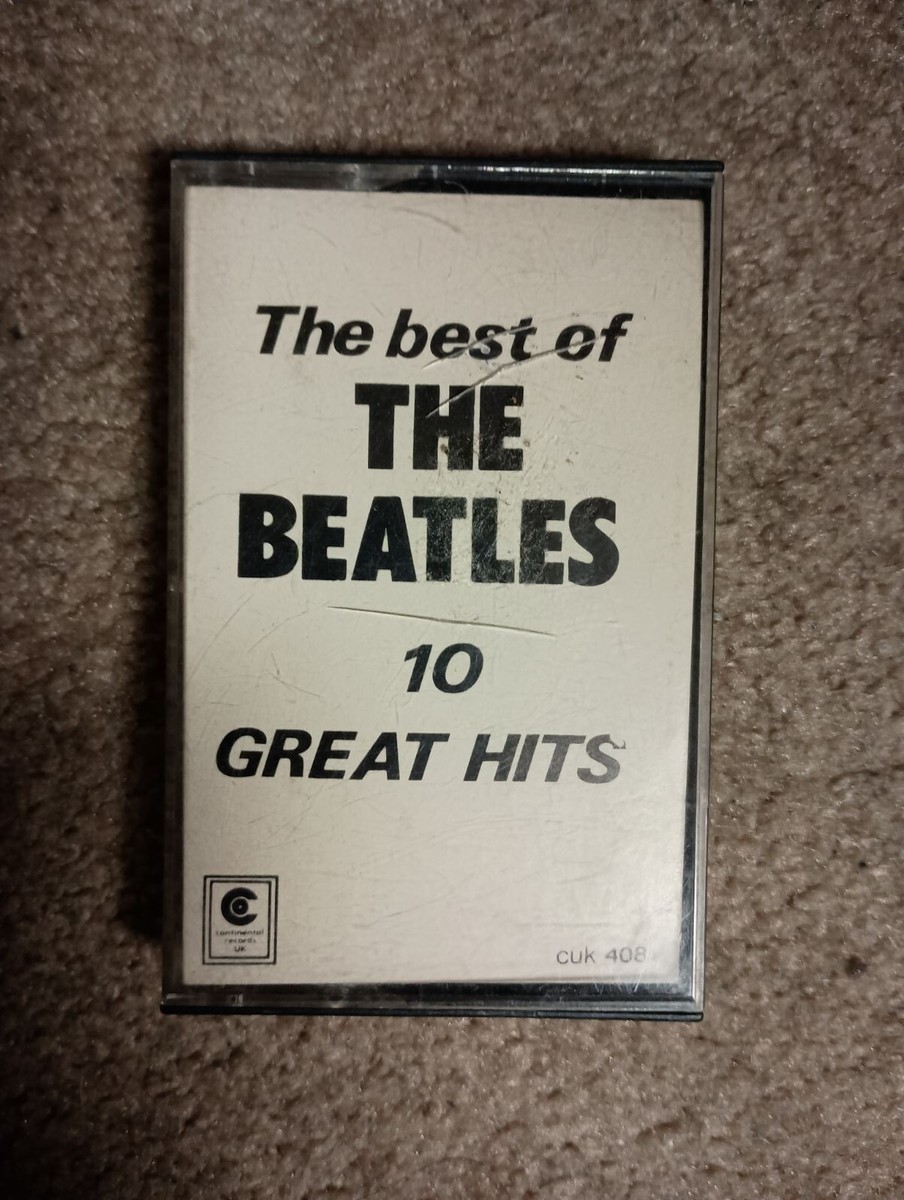 The best of
THE
BEATLES
10
GREAT HITS
continental
records
UK
cuk 408